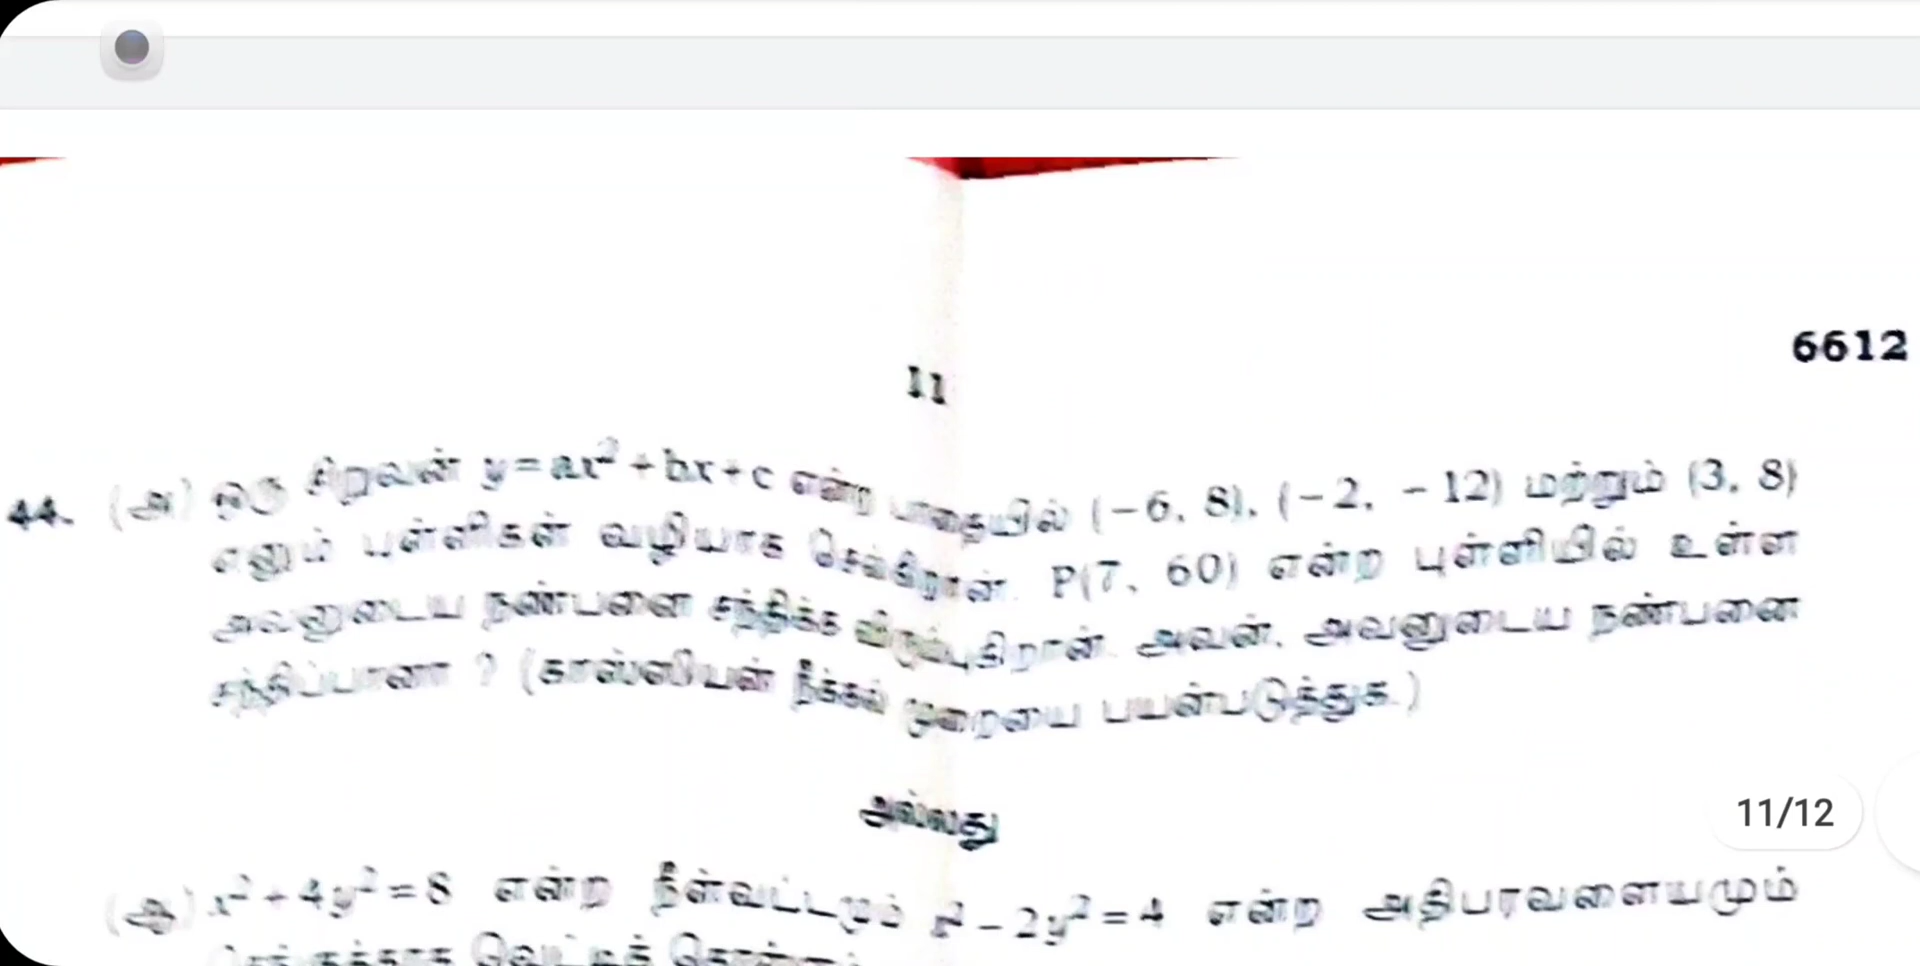 6612
11
44. (அ) ஒரு சிறுவன் y=ax²+bx+c என்ற பாதையில் (−6, 8), (−2, −12) மற்றும் (3, 8)
எனும் புள்ளிகள் வழியாக செல்கிறான். P(7, 60) என்ற புள்ளியில் உள்ள
அவனுடைய நண்பனை சந்திக்க விரும்புகிறான். அவன், அவனுடைய நண்பனை
சந்திப்பானா ? (காஸ்ஸியன் நீக்கல் முறையை பயன்படுத்துக.)
அல்லது
11/12
(ஆ) x²+4y²=8 என்ற நீள்வட்டமும் x²−2y²=4 என்ற அதிபரவளையமும்